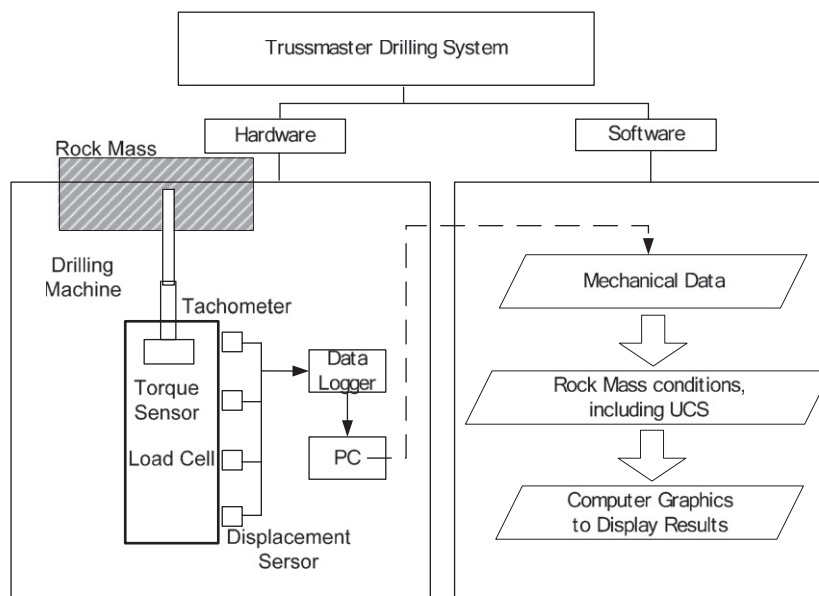 Trussmaster Drilling System
Hardware
Software
Rock Mass
Drilling
Machine
Tachometer
Torque
Sensor
Load Cell
Displacement
Sersor
Data
Logger
PC
Mechanical Data
Rock Mass conditions,
including UCS
Computer Graphics
to Display Results